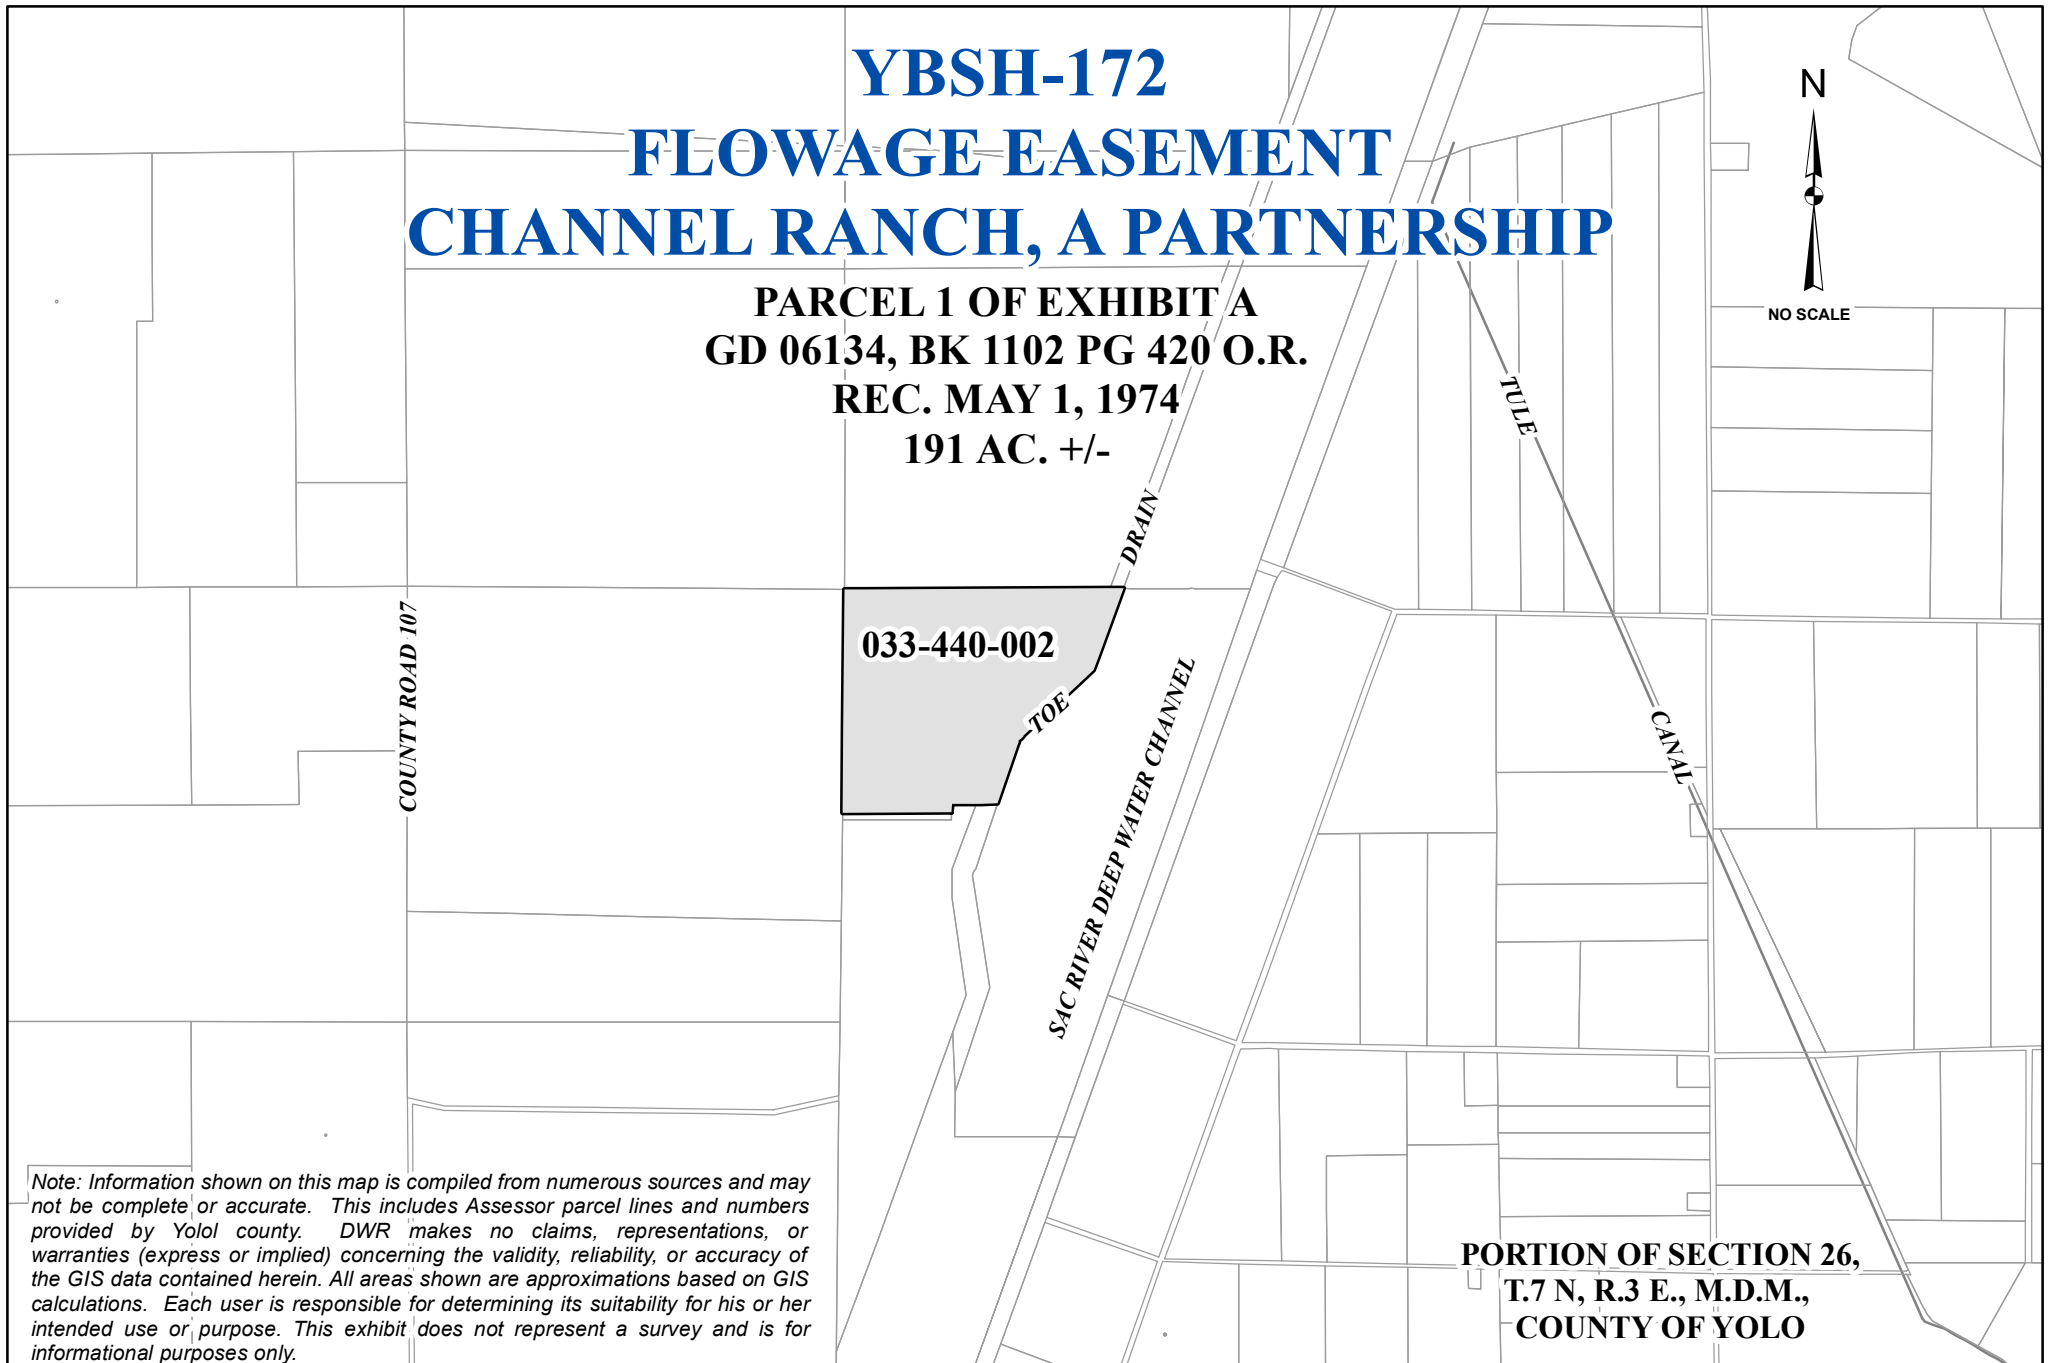 YBSH-172
FLOWAGE EASEMENT
CHANNEL RANCH, A PARTNERSHIP
PARCEL 1 OF EXHIBIT A
GD 06134, BK 1102 PG 420 O.R.
REC. MAY 1, 1974
191 AC. +/-
N
NO SCALE
TULE
DRAIN
COUNTY ROAD 107
033-440-002
TOE
SAC RIVER DEEP WATER CHANNEL
CANAL
Note: Information shown on this map is compiled from numerous sources and may
not be complete or accurate. This includes Assessor parcel lines and numbers
provided by Yolol county. DWR makes no claims, representations, or
warranties (express or implied) concerning the validity, reliability, or accuracy of
the GIS data contained herein. All areas shown are approximations based on GIS
calculations. Each user is responsible for determining its suitability for his or her
intended use or purpose. This exhibit does not represent a survey and is for
informational purposes only.
PORTION OF SECTION 26,
T.7 N, R.3 E., M.D.M.,
COUNTY OF YOLO